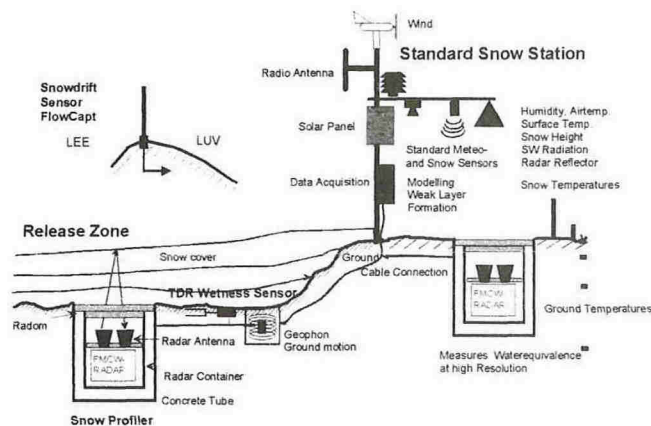 Wind
Standard Snow Station
Radio Antenna
Snowdrift
Sensor
FlowCapt
LEE
LUV
Solar Panel
Standard Meteo-
and Snow Sensors
Humidity, Airtemp.
Surface Temp.
Snow Height
SW Radiation
Radar Reflector
Snow Temperatures
Data Acquisition
Modelling
Weak Layer
Formation
Release Zone
Snow cover
Ground
Cable Connection
TDR Wetness Sensor
FMCW-
RADAR
Ground Temperatures
Radom
Radar Antenna
Geophon
Ground motion
Measures Waterequivalence
at high Resolution
FMCW-
RADAR
Radar Container
Concrete Tube
Snow Profiler